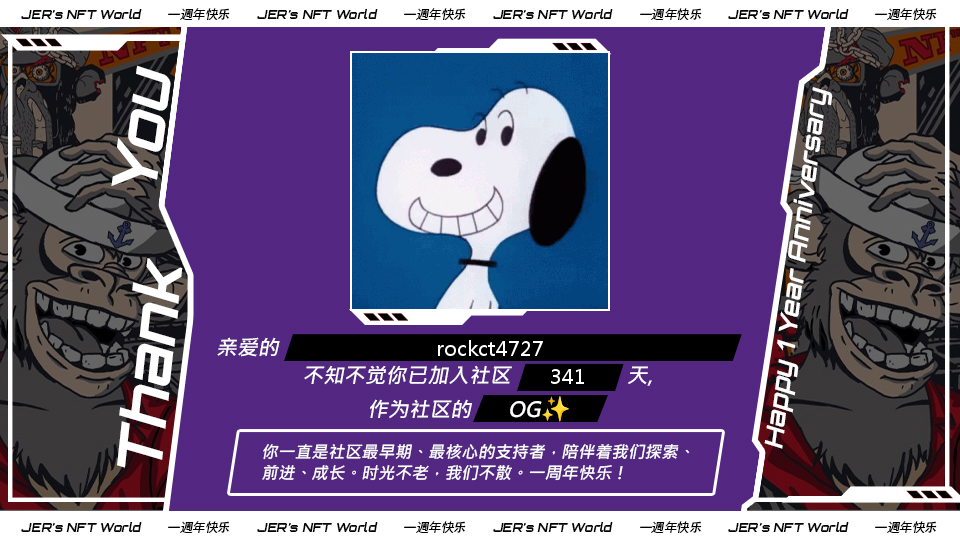 JER's NFT World 一週年快乐 JER's NFT World 一週年快乐 JER's NFT World 一週年快乐 JER's NFT World 一週年快乐
Thank You
亲爱的 rockct4727
不知不觉你已加入社区 341 天,
作为社区的 OG✨
你一直是社区最早期、最核心的支持者，陪伴着我们探索、
前进、成长。时光不老，我们不散。一周年快乐！
Happy 1 Year Anniversary
JER's NFT World 一週年快乐 JER's NFT World 一週年快乐 JER's NFT World 一週年快乐 JER's NFT World 一週年快乐